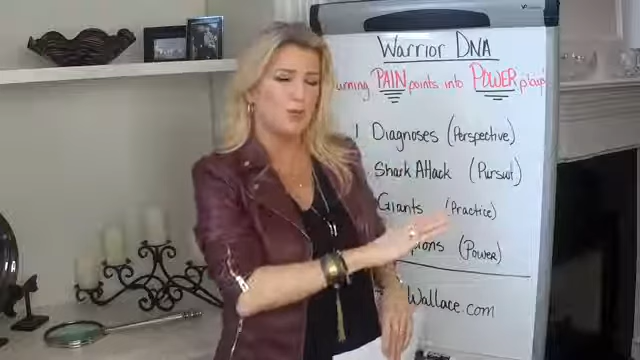 Warrior DNA
urning PAIN points into POWER plays!
1 Diagnoses (Perspective)
Shark Attack (Pursuit)
Giants (Practice)
ons (Power)
Wallace.com